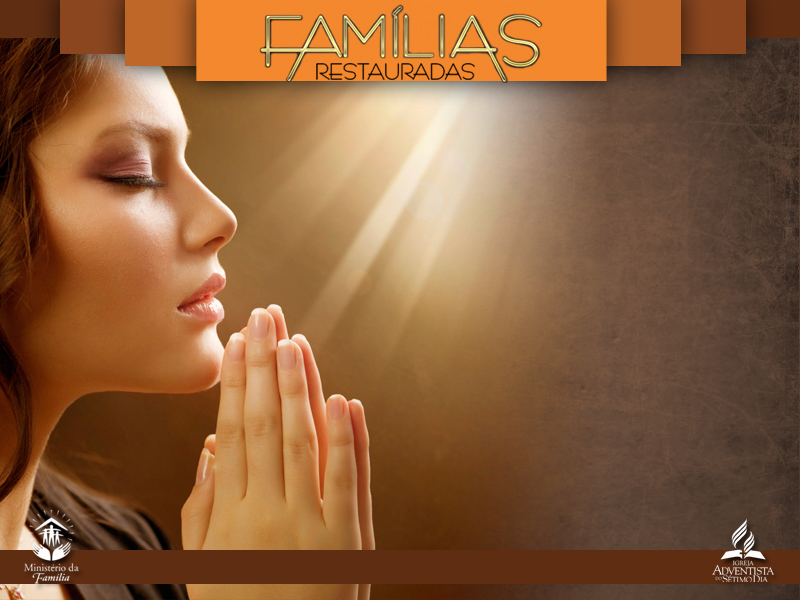 FAMÍLIAS
RESTAURADAS
Ministério da
Família
IGREJA
ADVENTISTA
DO SÉTIMO DIA